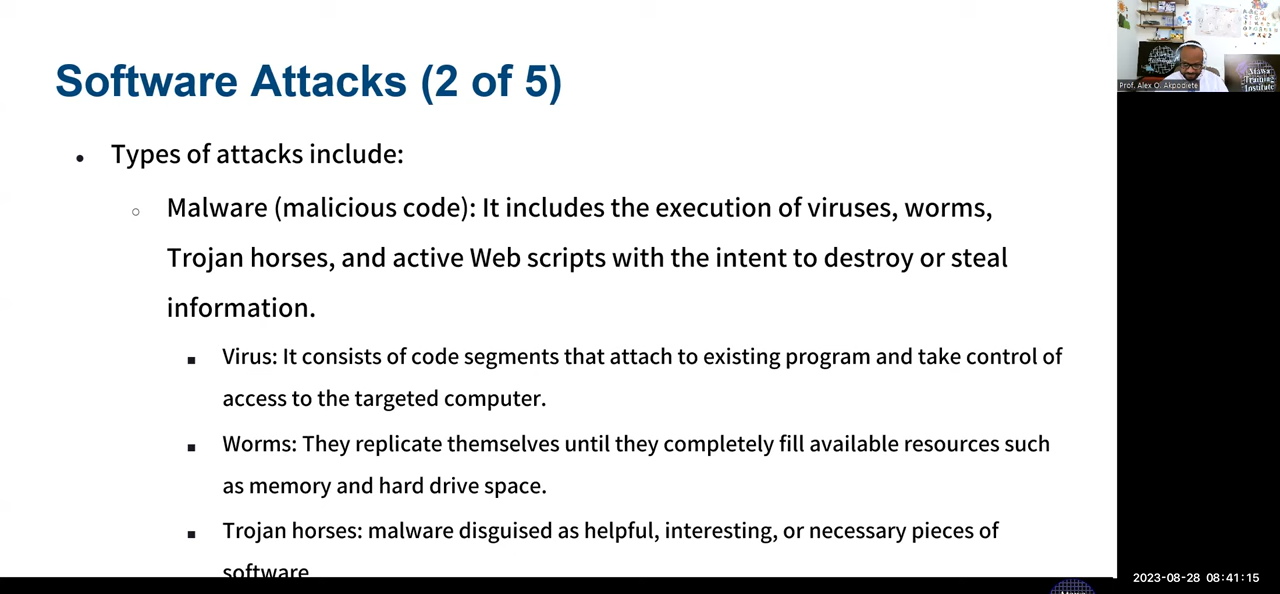 Software Attacks (2 of 5)
• Types of attacks include:
○ Malware (malicious code): It includes the execution of viruses, worms,
Trojan horses, and active Web scripts with the intent to destroy or steal
information.
■ Virus: It consists of code segments that attach to existing program and take control of
access to the targeted computer.
■ Worms: They replicate themselves until they completely fill available resources such
as memory and hard drive space.
■ Trojan horses: malware disguised as helpful, interesting, or necessary pieces of
software
Prof. Alex O. Akpodiete
Training
Institute
2023-08-28 08:41:15